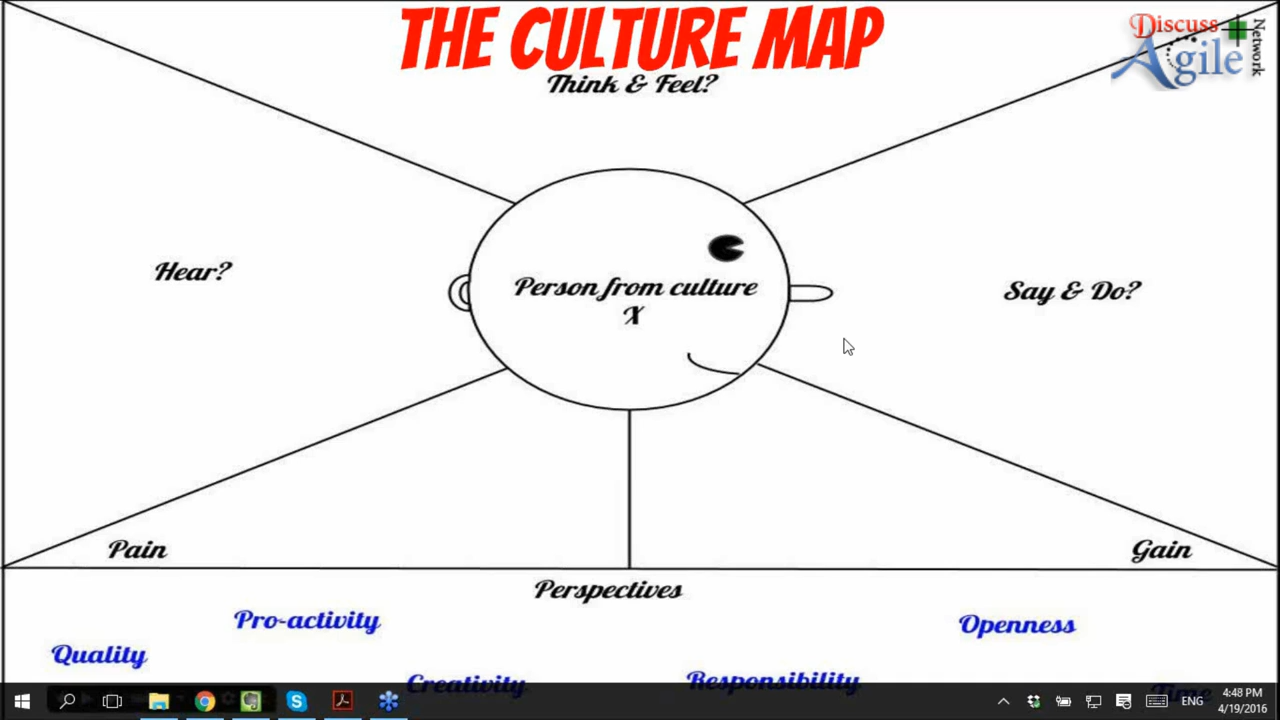 THE CULTURE MAP
Discuss
Agile
Network
Think & Feel?
Hear?
Person from culture
X
Say & Do?
Pain
Gain
Perspectives
Pro-activity
Openness
Quality
Creativity
Responsibility
Time
ENG
4:48 PM
4/19/2016